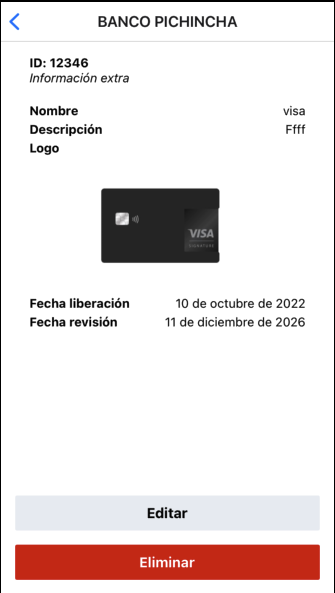 BANCO PICHINCHA
ID: 12346
Información extra
Nombre visa
Descripción Ffff
Logo
VISA
SIGNATURE
Fecha liberación 10 de octubre de 2022
Fecha revisión 11 de diciembre de 2026
Editar
Eliminar